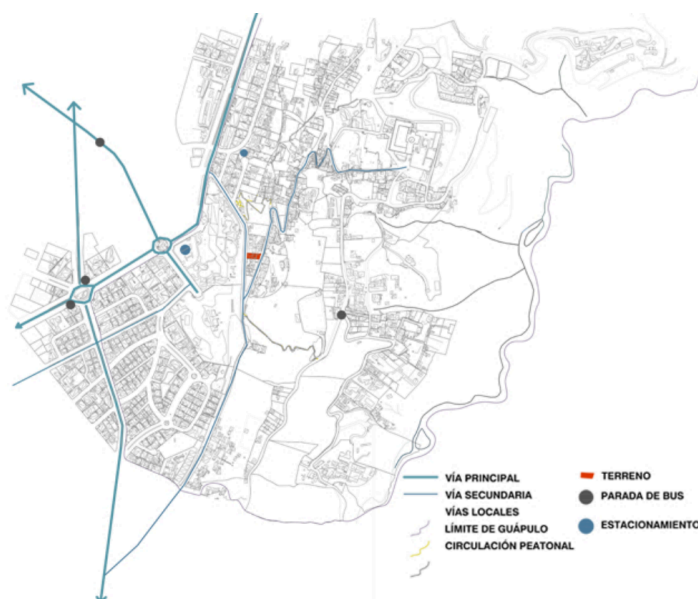 VÍA PRINCIPAL
VÍA SECUNDARIA
VÍAS LOCALES
LÍMITE DE GUÁPULO
CIRCULACIÓN PEATONAL
TERRENO
PARADA DE BUS
ESTACIONAMIENTO